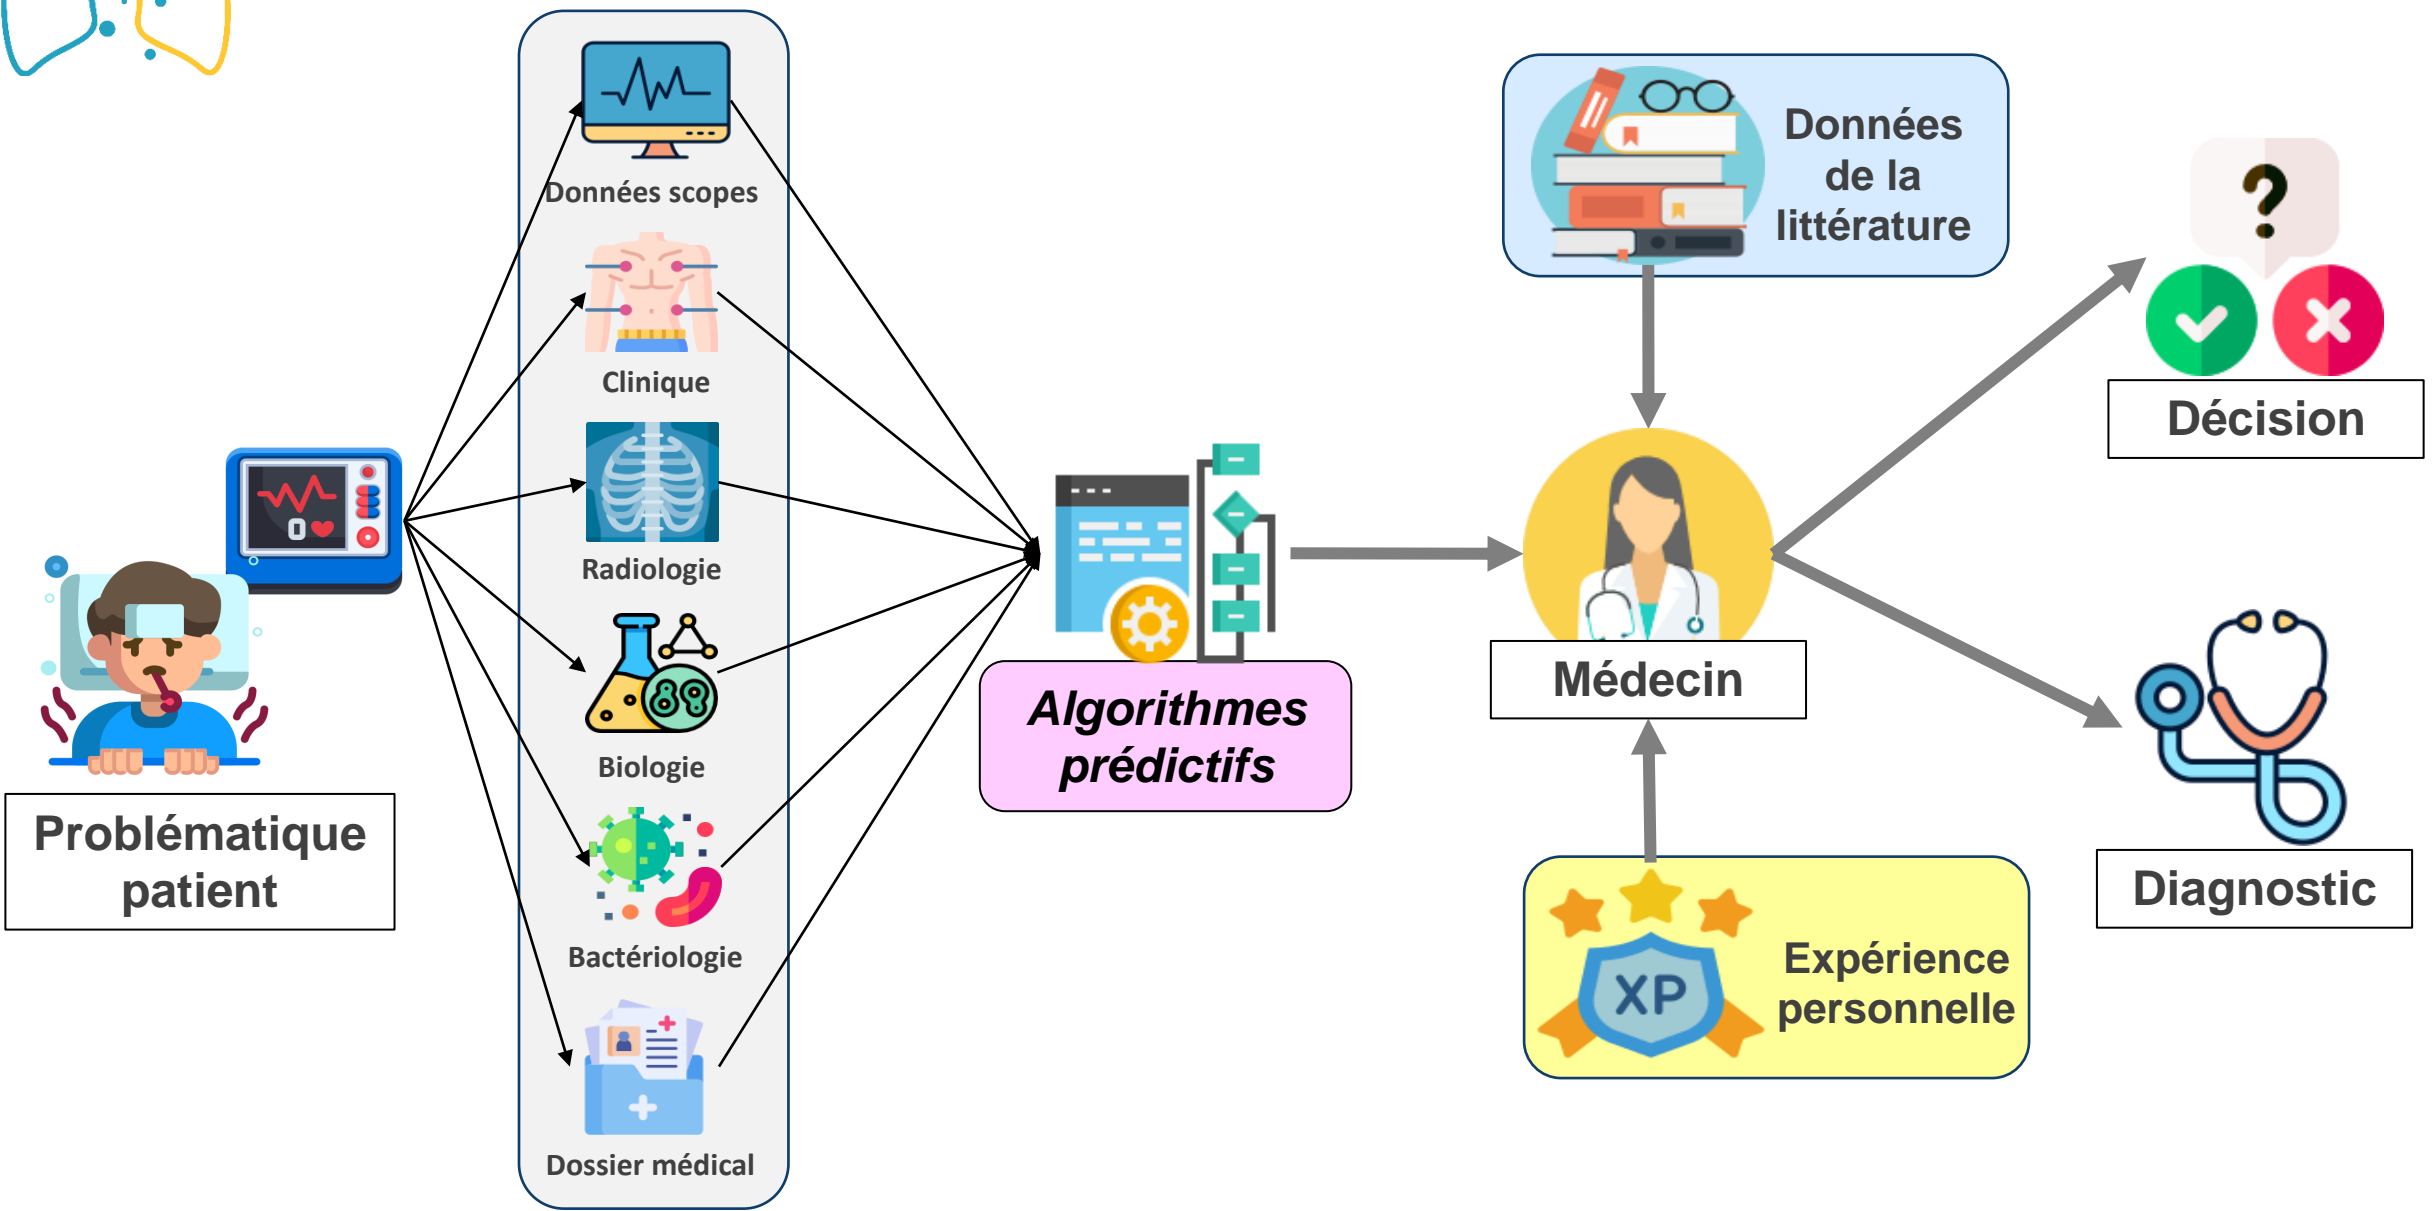 Problématique
patient
Données scopes
Clinique
Radiologie
Biologie
Bactériologie
Dossier médical
Algorithmes
prédictifs
Données
de la
littérature
Médecin
XP
Expérience
personnelle
Décision
?
Diagnostic